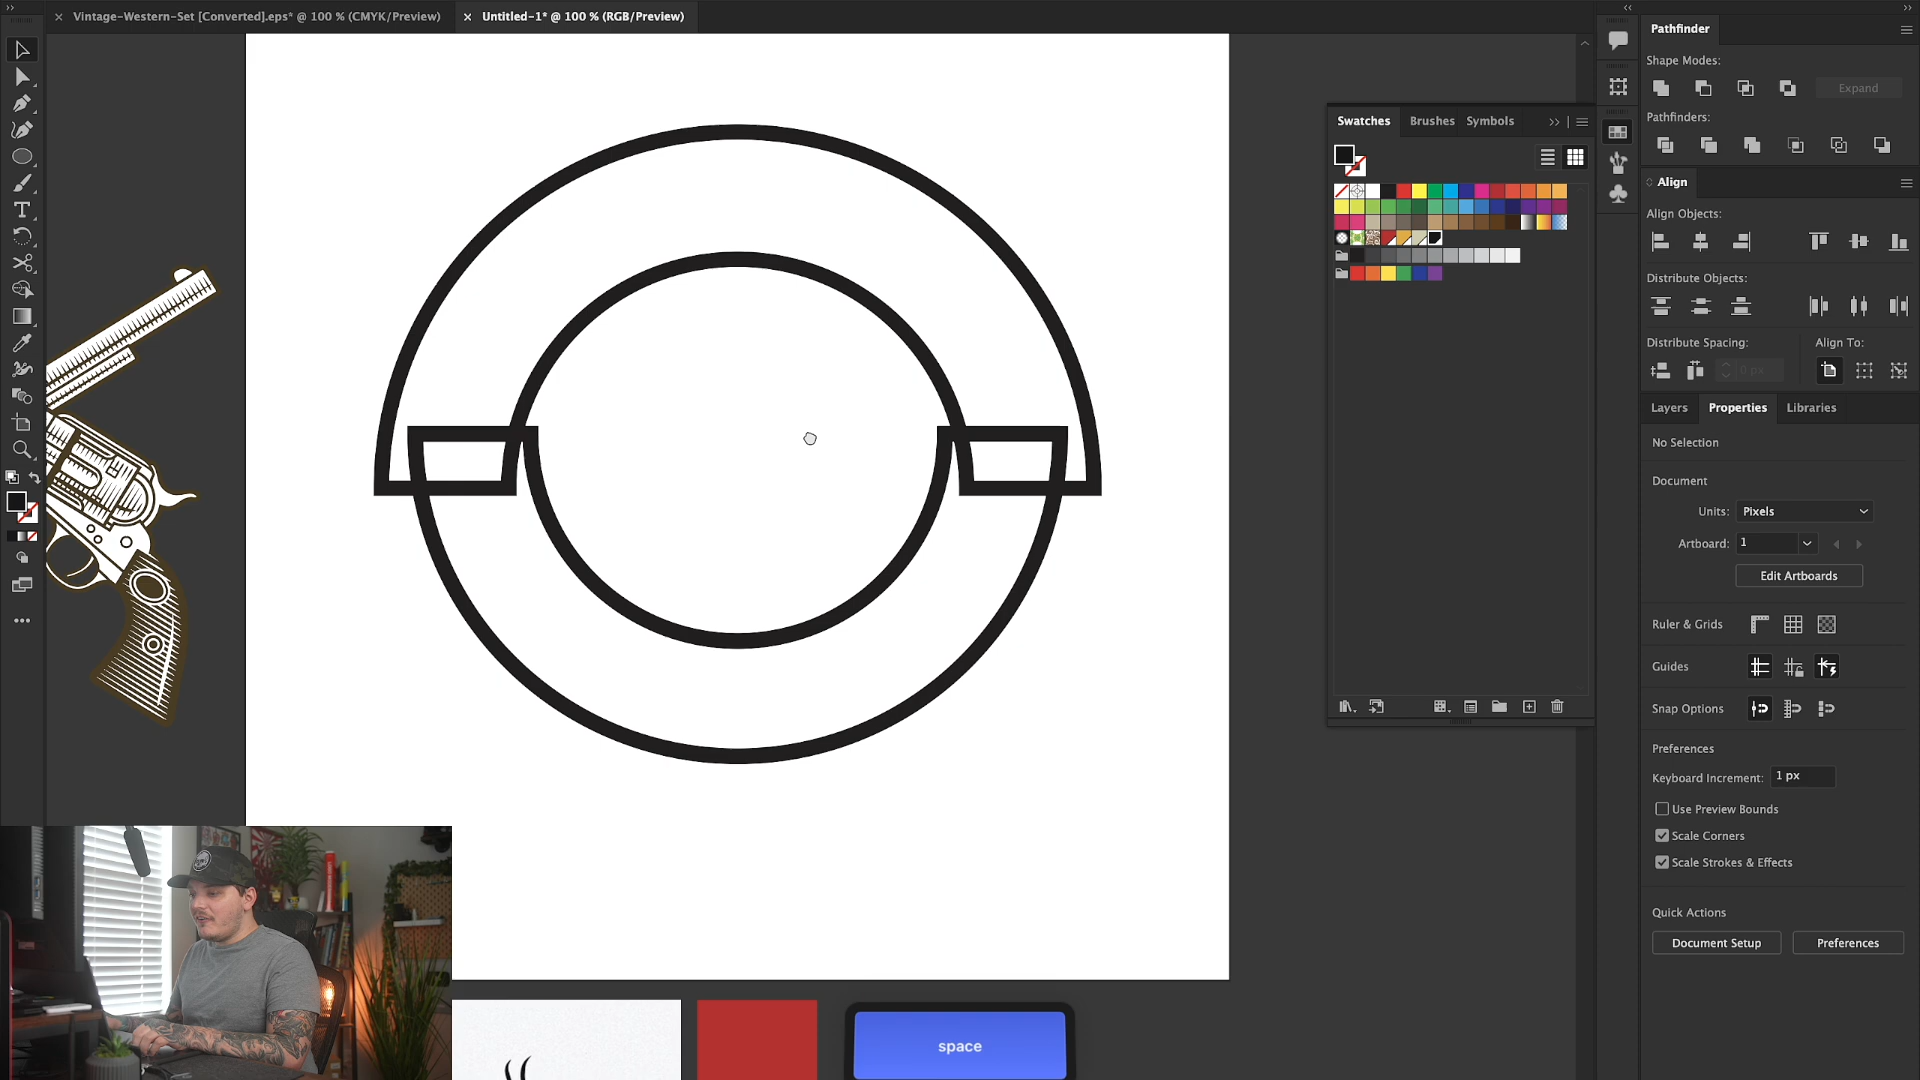 Vintage-Western-Set [Converted].eps* @ 100 % (CMYK/Preview)
Untitled-1* @ 100 % (RGB/Preview)
Pathfinder
Shape Modes:
Expand
Pathfinders:
Swatches
Brushes
Symbols
Align
Align Objects:
Distribute Objects:
Distribute Spacing:
Align To:
0 px
Layers
Properties
Libraries
No Selection
Document
Units:
Pixels
Artboard:
1
Edit Artboards
Ruler & Grids
Guides
Snap Options
Preferences
Keyboard Increment:
1 px
Use Preview Bounds
Scale Corners
Scale Strokes & Effects
Quick Actions
Document Setup
Preferences
space